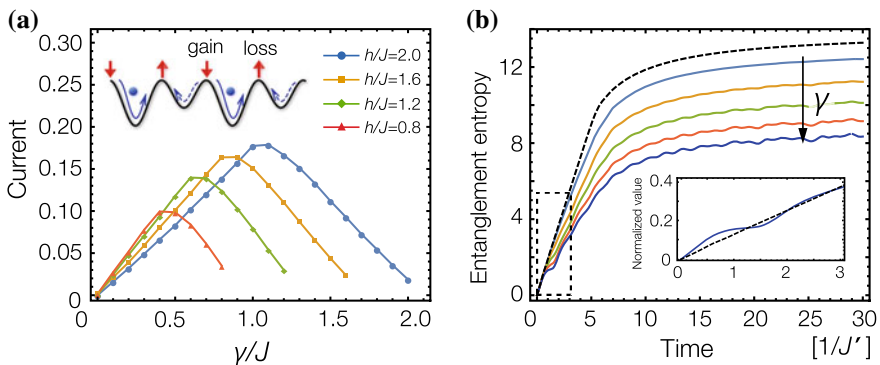 (a)
0.30
0.25
0.20
0.15
0.10
0.05
0
Current
gain loss
h/J=2.0
h/J=1.6
h/J=1.2
h/J=0.8
0.0 0.5 1.0 1.5 2.0
γ/J
(b)
12
8
4
0
Entanglement entropy
γ
0.4
0.2
0
Normalized value
0 1 2 3
0 5 10 15 20 25 30
Time [1/J′]